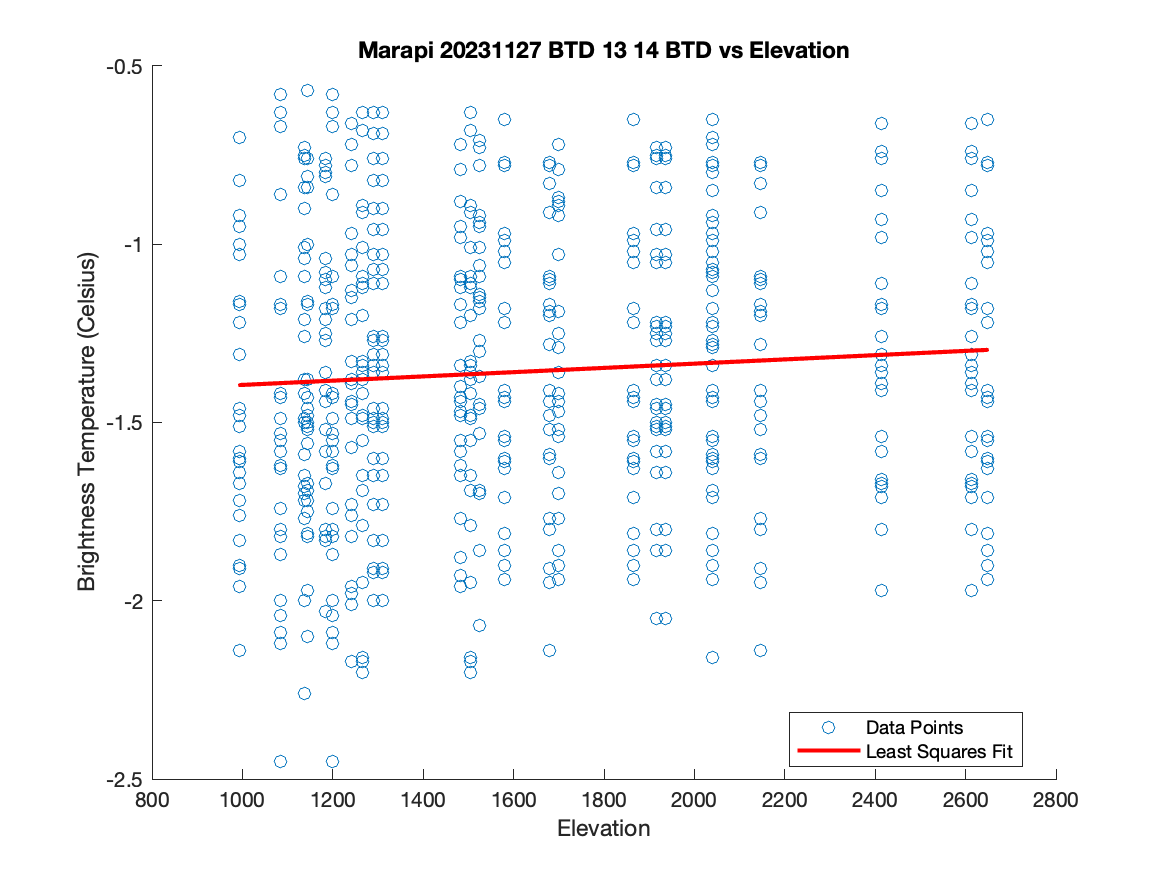 Marapi 20231127 BTD 13 14 BTD vs Elevation
Brightness Temperature (Celsius)
-0.5
-1
-1.5
-2
-2.5
Data Points
Least Squares Fit
800 1000 1200 1400 1600 1800 2000 2200 2400 2600 2800
Elevation